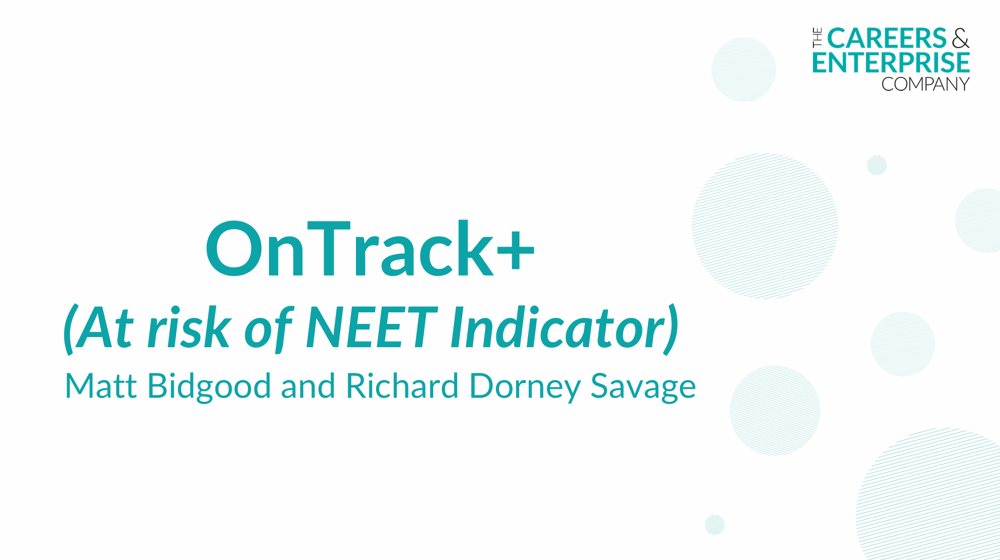 THE CAREERS &
ENTERPRISE
COMPANY
OnTrack+
(At risk of NEET Indicator)
Matt Bidgood and Richard Dorney Savage